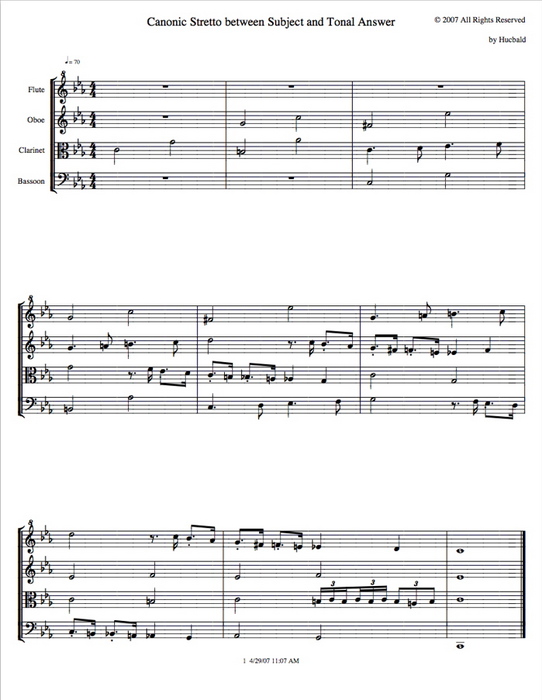 Canonic Stretto between Subject and Tonal Answer
© 2007 All Rights Reserved
by Hucbald
= 70
Flute
Oboe
Clarinet
Bassoon
3 3 3
1 4/29/07 11:07 AM